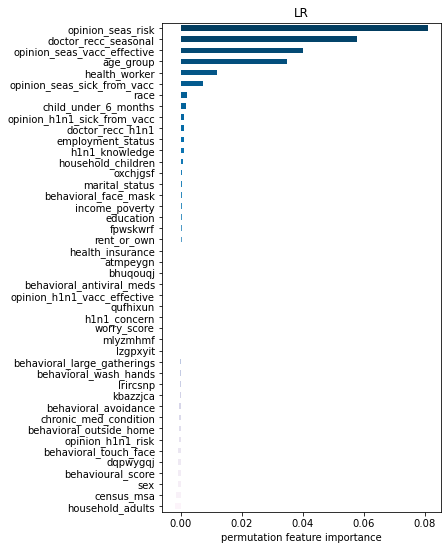 LR
opinion_seas_risk
doctor_recc_seasonal
opinion_seas_vacc_effective
age_group
health_worker
opinion_seas_sick_from_vacc
race
child_under_6_months
opinion_h1n1_sick_from_vacc
doctor_recc_h1n1
employment_status
h1n1_knowledge
household_children
oxchjgsf
marital_status
behavioral_face_mask
income_poverty
education
fpwskwrf
rent_or_own
health_insurance
atmpeygn
bhuqouqj
behavioral_antiviral_meds
opinion_h1n1_vacc_effective
qufhixun
h1n1_concern
worry_score
mlyzmhmf
lzgpxyit
behavioral_large_gatherings
behavioral_wash_hands
lrircsnp
kbazzjca
behavioral_avoidance
chronic_med_condition
behavioral_outside_home
opinion_h1n1_risk
behavioral_touch_face
dqpwygqj
behavioural_score
sex
census_msa
household_adults
0.00 0.02 0.04 0.06 0.08
permutation feature importance